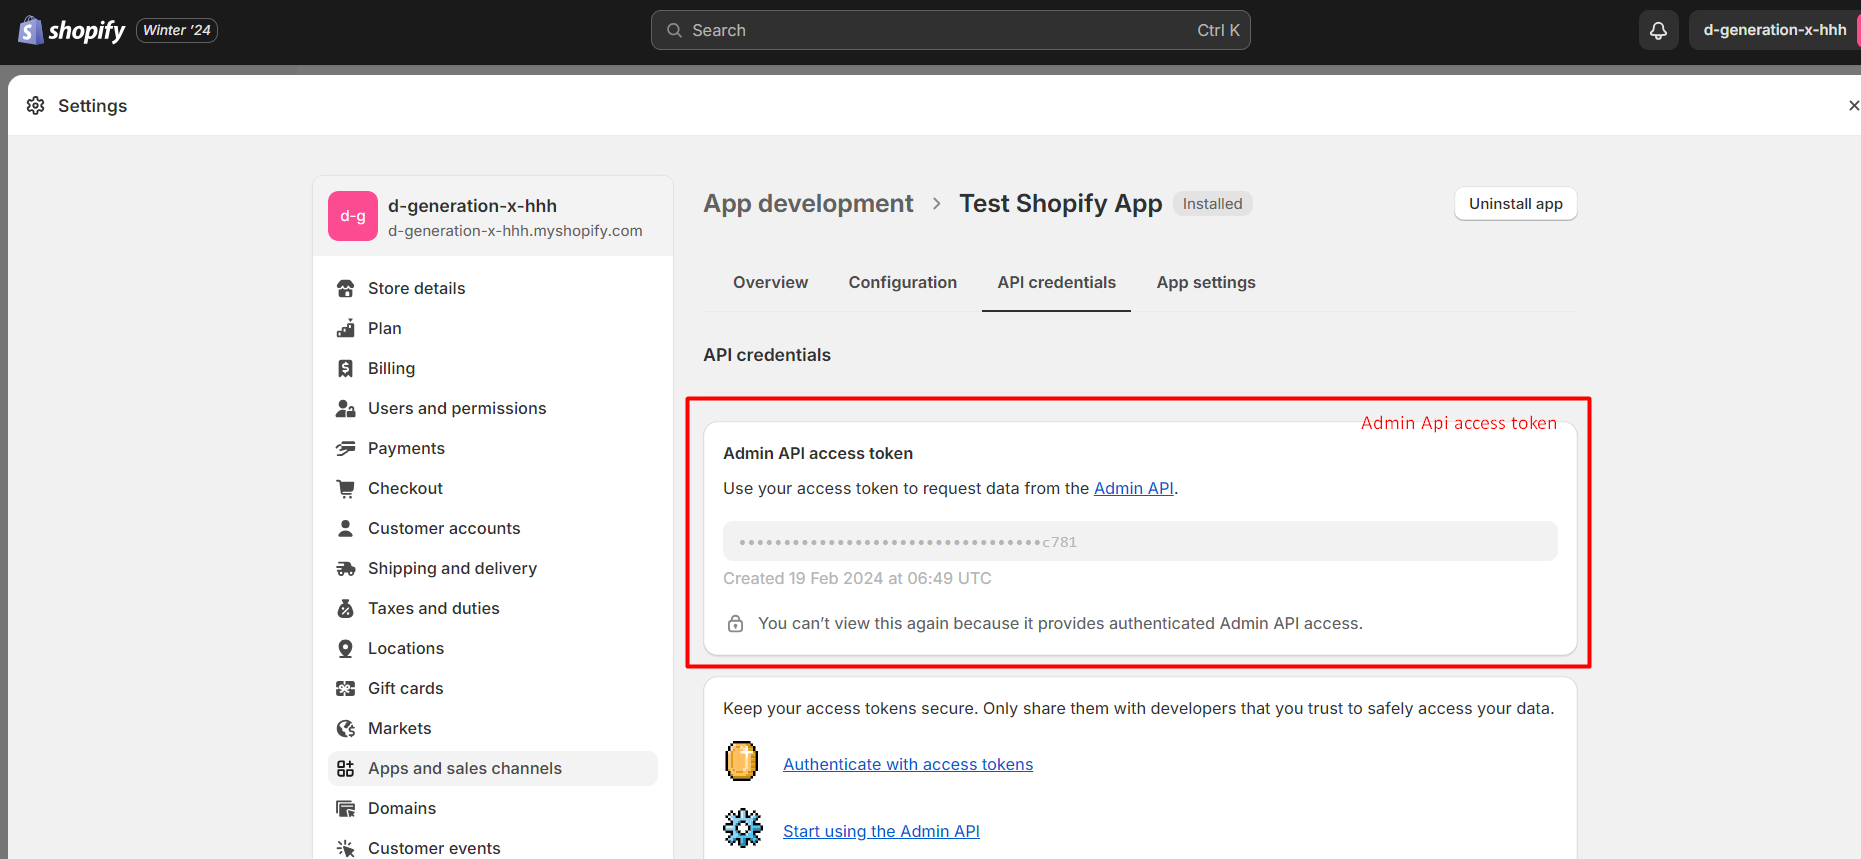 shopify Winter ’24
Search Ctrl K
d-generation-x-hhh
Settings
d-g
d-generation-x-hhh
d-generation-x-hhh.myshopify.com
Store details
Plan
Billing
Users and permissions
Payments
Checkout
Customer accounts
Shipping and delivery
Taxes and duties
Locations
Gift cards
Markets
Apps and sales channels
Domains
Customer events
App development > Test Shopify App Installed
Uninstall app
Overview Configuration API credentials App settings
API credentials
Admin Api access token
Admin API access token
Use your access token to request data from the Admin API.
••••••••••••••••••••••••••••••••••c781
Created 19 Feb 2024 at 06:49 UTC
You can’t view this again because it provides authenticated Admin API access.
Keep your access tokens secure. Only share them with developers that you trust to safely access your data.
Authenticate with access tokens
Start using the Admin API